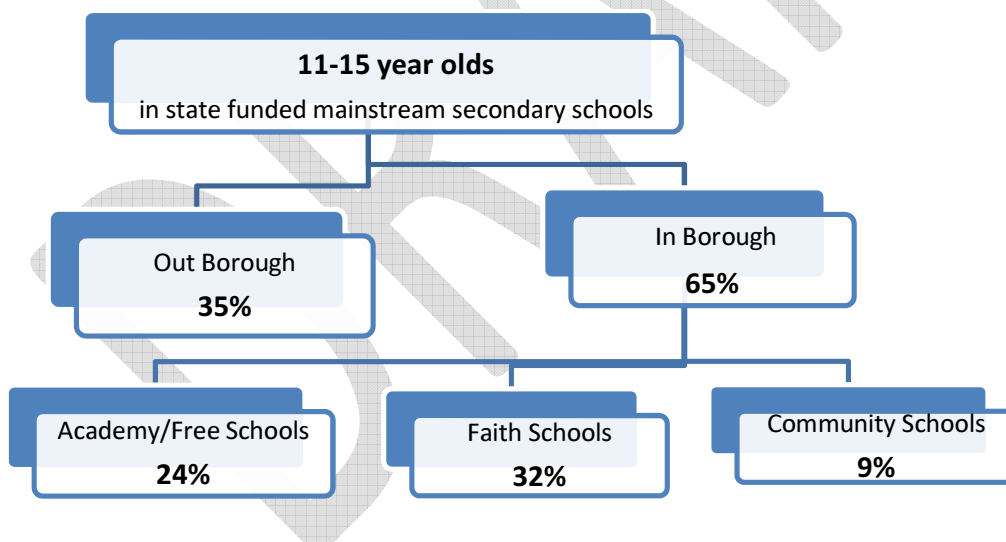 11-15 year olds
in state funded mainstream secondary schools
Out Borough
35%
In Borough
65%
Academy/Free Schools
24%
Faith Schools
32%
Community Schools
9%